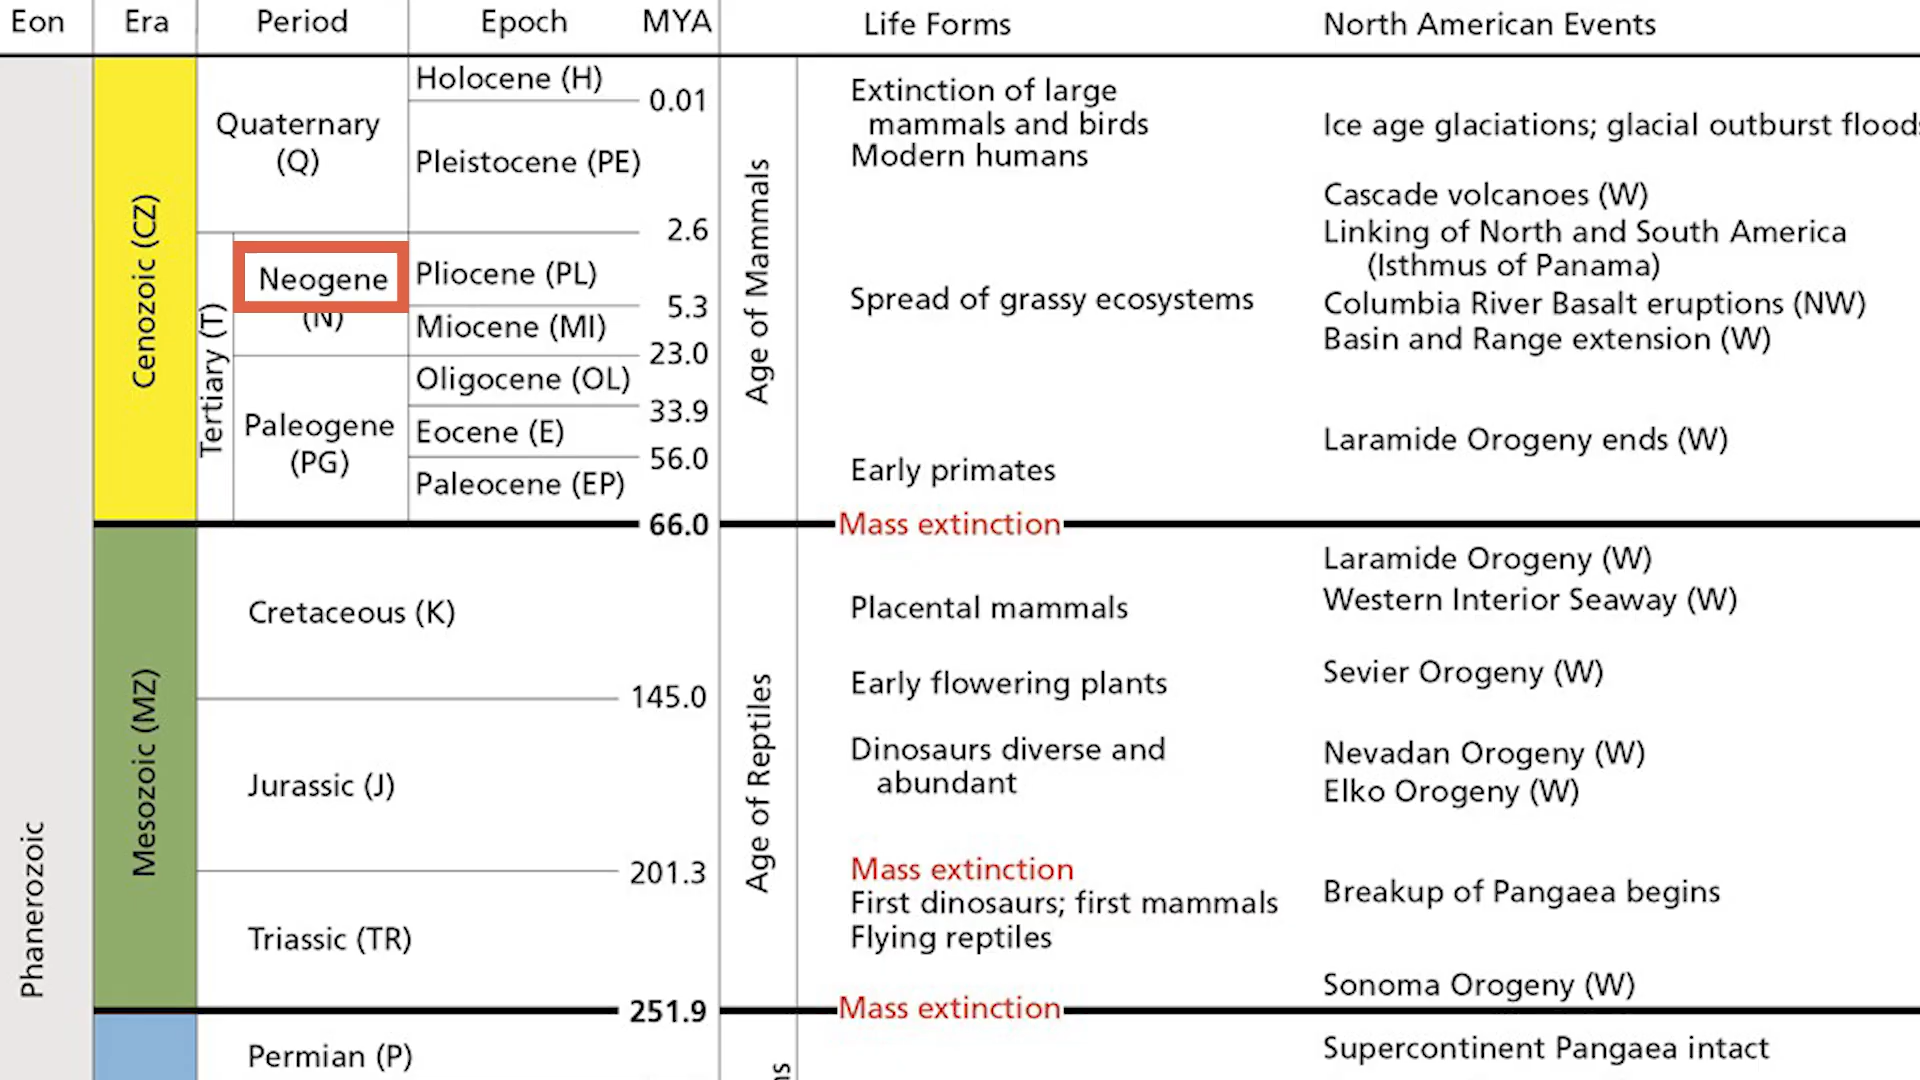 Eon Era Period Epoch MYA Life Forms North American Events
Phanerozoic
Cenozoic (CZ)
Quaternary
(Q)
Holocene (H)
0.01
Pleistocene (PE)
2.6
Tertiary (T)
Neogene
(N)
Pliocene (PL)
5.3
Miocene (MI)
23.0
Paleogene
(PG)
Oligocene (OL)
33.9
Eocene (E)
56.0
Paleocene (EP)
66.0
Age of Mammals
Extinction of large
mammals and birds
Modern humans
Spread of grassy ecosystems
Early primates
Mass extinction
Ice age glaciations; glacial outburst floods
Cascade volcanoes (W)
Linking of North and South America
(Isthmus of Panama)
Columbia River Basalt eruptions (NW)
Basin and Range extension (W)
Laramide Orogeny ends (W)
Mesozoic (MZ)
Cretaceous (K)
145.0
Jurassic (J)
201.3
Triassic (TR)
251.9
Age of Reptiles
Placental mammals
Early flowering plants
Dinosaurs diverse and
abundant
Mass extinction
First dinosaurs; first mammals
Flying reptiles
Mass extinction
Laramide Orogeny (W)
Western Interior Seaway (W)
Sevier Orogeny (W)
Nevadan Orogeny (W)
Elko Orogeny (W)
Breakup of Pangaea begins
Sonoma Orogeny (W)
Permian (P)
Supercontinent Pangaea intact